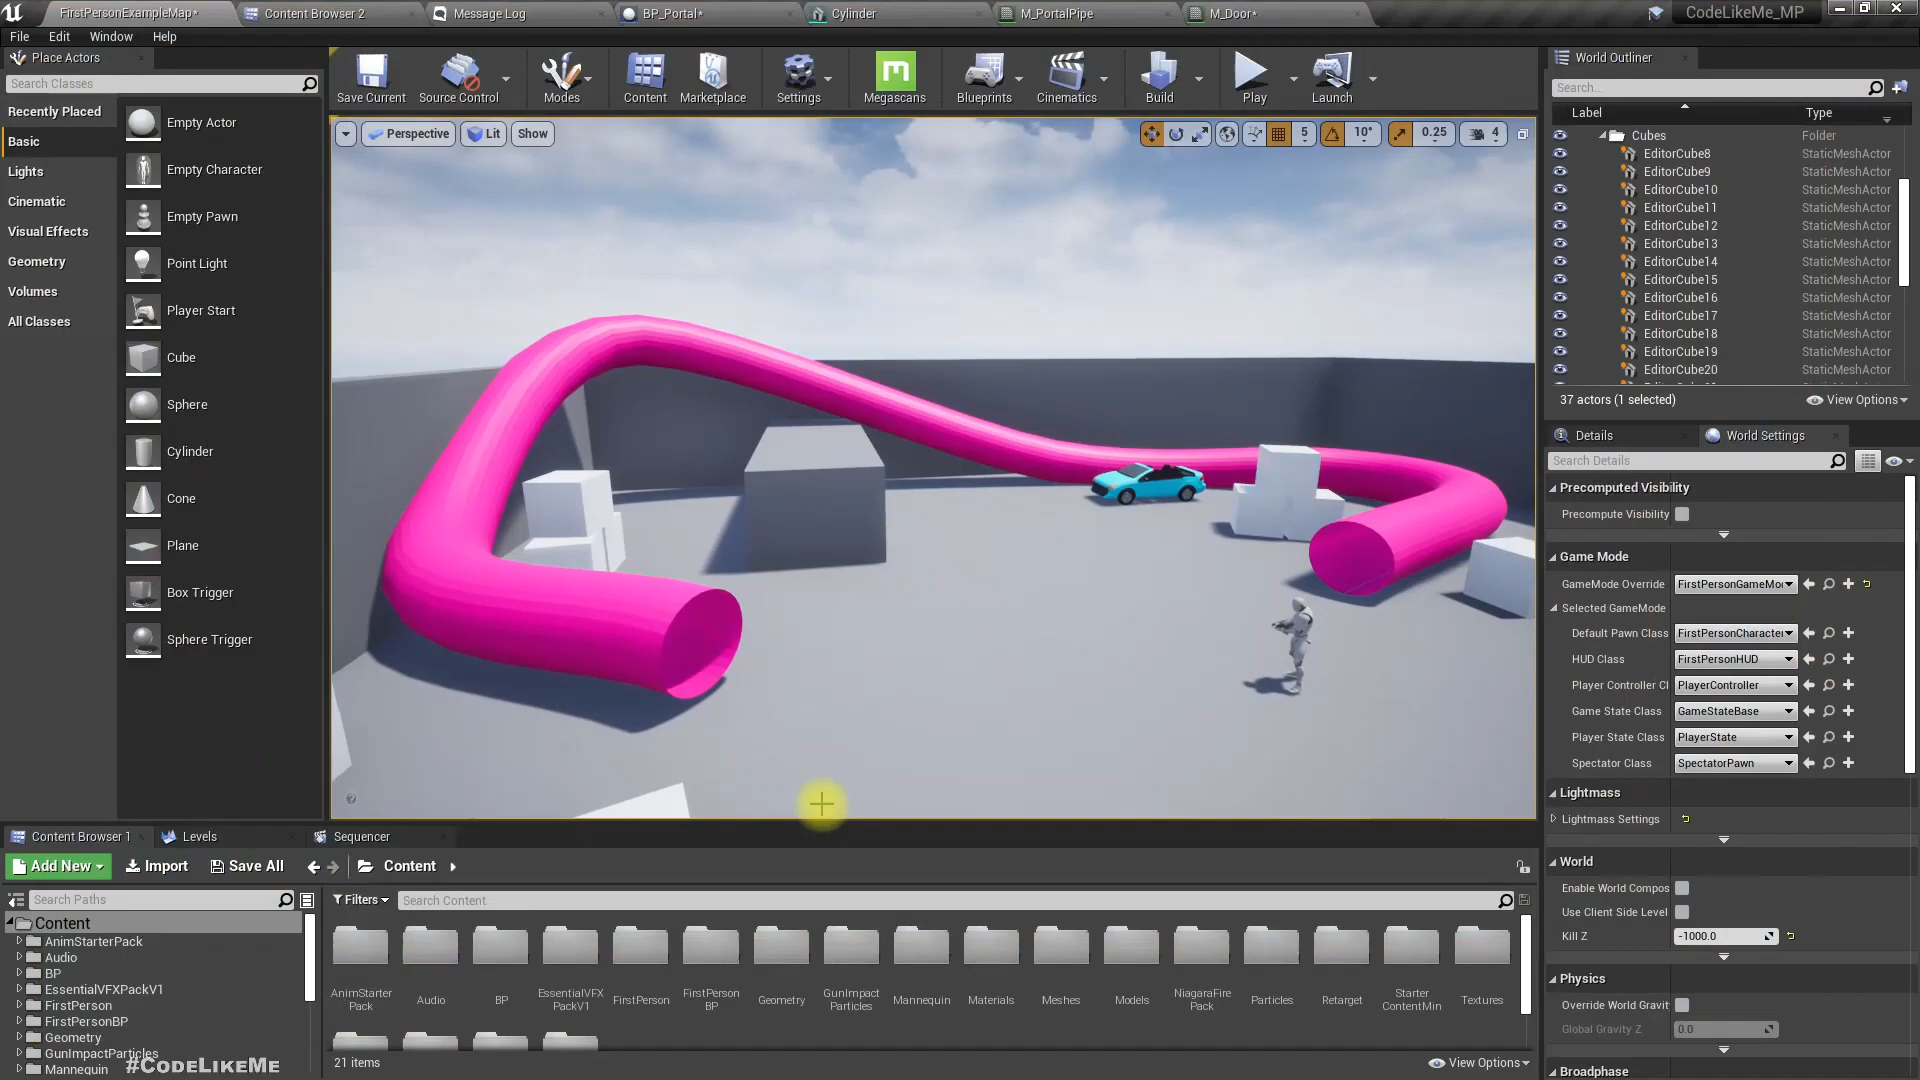 FirstPersonExampleMap*
Content Browser 2
Message Log
BP_Portal*
Cylinder
M_PortalPipe
M_Door*
CodeLikeMe_MP
File
Edit
Window
Help
Place Actors
Search Classes
Recently Placed
Basic
Lights
Cinematic
Visual Effects
Geometry
Volumes
All Classes
Empty Actor
Empty Character
Empty Pawn
Point Light
Player Start
Cube
Sphere
Cylinder
Cone
Plane
Box Trigger
Sphere Trigger
Save Current
Source Control
Modes
Content
Marketplace
Settings
Megascans
Blueprints
Cinematics
Build
Play
Launch
Perspective
Lit
Show
5
10°
0.25
4
World Outliner
Search...
Label
Type
Cubes
Folder
EditorCube8
StaticMeshActor
EditorCube9
StaticMeshActor
EditorCube10
StaticMeshActor
EditorCube11
StaticMeshActor
EditorCube12
StaticMeshActor
EditorCube13
StaticMeshActor
EditorCube14
StaticMeshActor
EditorCube15
StaticMeshActor
EditorCube16
StaticMeshActor
EditorCube17
StaticMeshActor
EditorCube18
StaticMeshActor
EditorCube19
StaticMeshActor
EditorCube20
StaticMeshActor
37 actors (1 selected)
View Options
Details
World Settings
Search Details
Precomputed Visibility
Precompute Visibility
Game Mode
GameMode Override
FirstPersonGameMo
Selected GameMode
Default Pawn Class
FirstPersonCharacter
HUD Class
FirstPersonHUD
Player Controller Cl
PlayerController
Game State Class
GameStateBase
Player State Class
PlayerState
Spectator Class
SpectatorPawn
Lightmass
Lightmass Settings
World
Enable World Compos
Use Client Side Level
Kill Z
-1000.0
Physics
Override World Gravit
Global Gravity Z
0.0
Broadphase
Content Browser 1
Levels
Sequencer
Add New
Import
Save All
Content
Search Paths
Filters
Search Content
Content
AnimStarterPack
Audio
BP
EssentialVFXPackV1
FirstPerson
FirstPersonBP
Geometry
GunImpactParticles
Mannequin
AnimStarter
Pack
Audio
BP
EssentialVFX
PackV1
FirstPerson
FirstPerson
BP
Geometry
GunImpact
Particles
Mannequin
Materials
Meshes
Models
NiagaraFire
Pack
Particles
Retarget
Starter
ContentMin
Textures
21 items
View Options
#CodeLikeMe